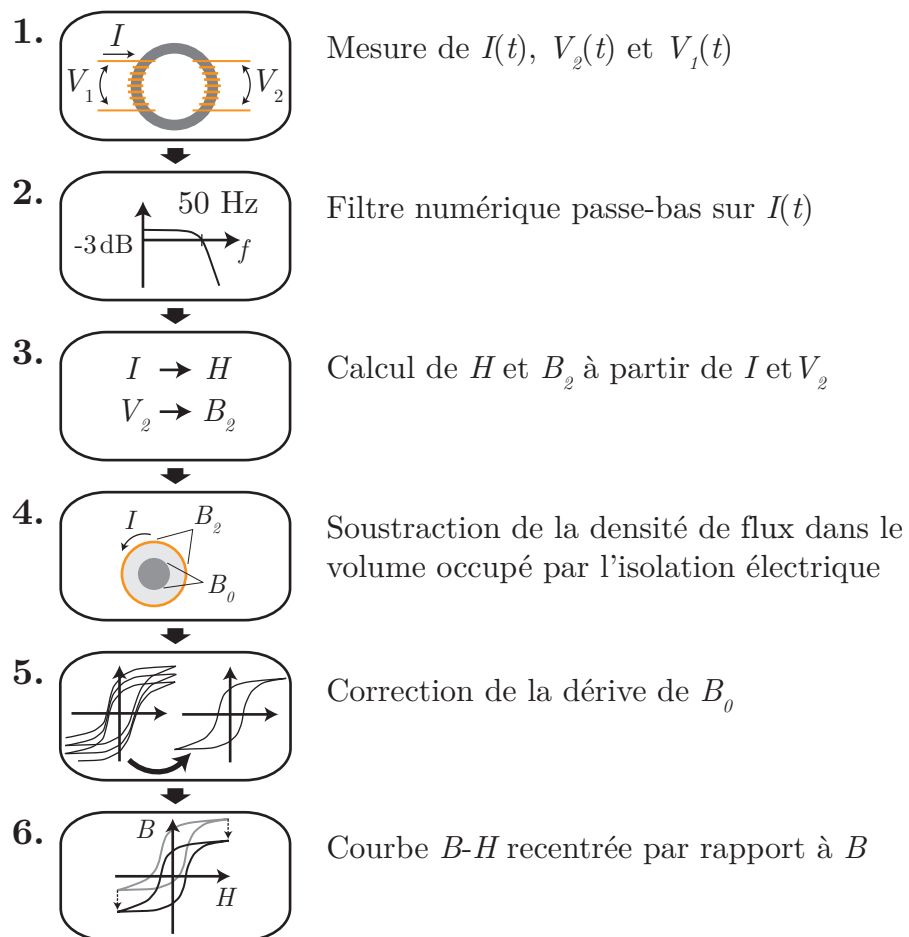 1.
I
V₁
V₂
Mesure de I(t), V₂(t) et V₁(t)
2.
50 Hz
-3dB
f
Filtre numérique passe-bas sur I(t)
3.
I → H
V₂ → B₂
Calcul de H et B₂ à partir de I et V₂
4.
I
B₂
B₀
Soustraction de la densité de flux dans le
volume occupé par l'isolation électrique
5.
Correction de la dérive de B₀
6.
B
H
Courbe B-H recentrée par rapport à B